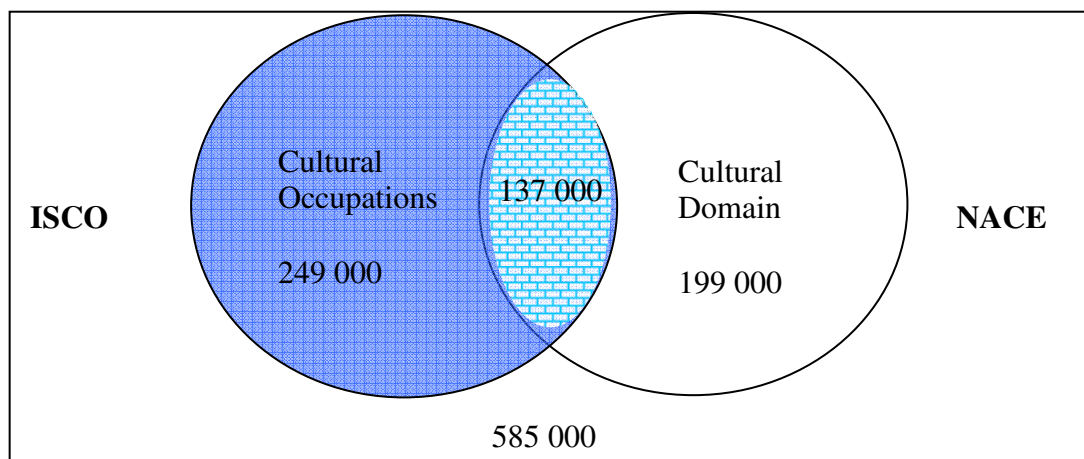 ISCO
Cultural
Occupations
249 000
137 000
Cultural
Domain
199 000
NACE
585 000